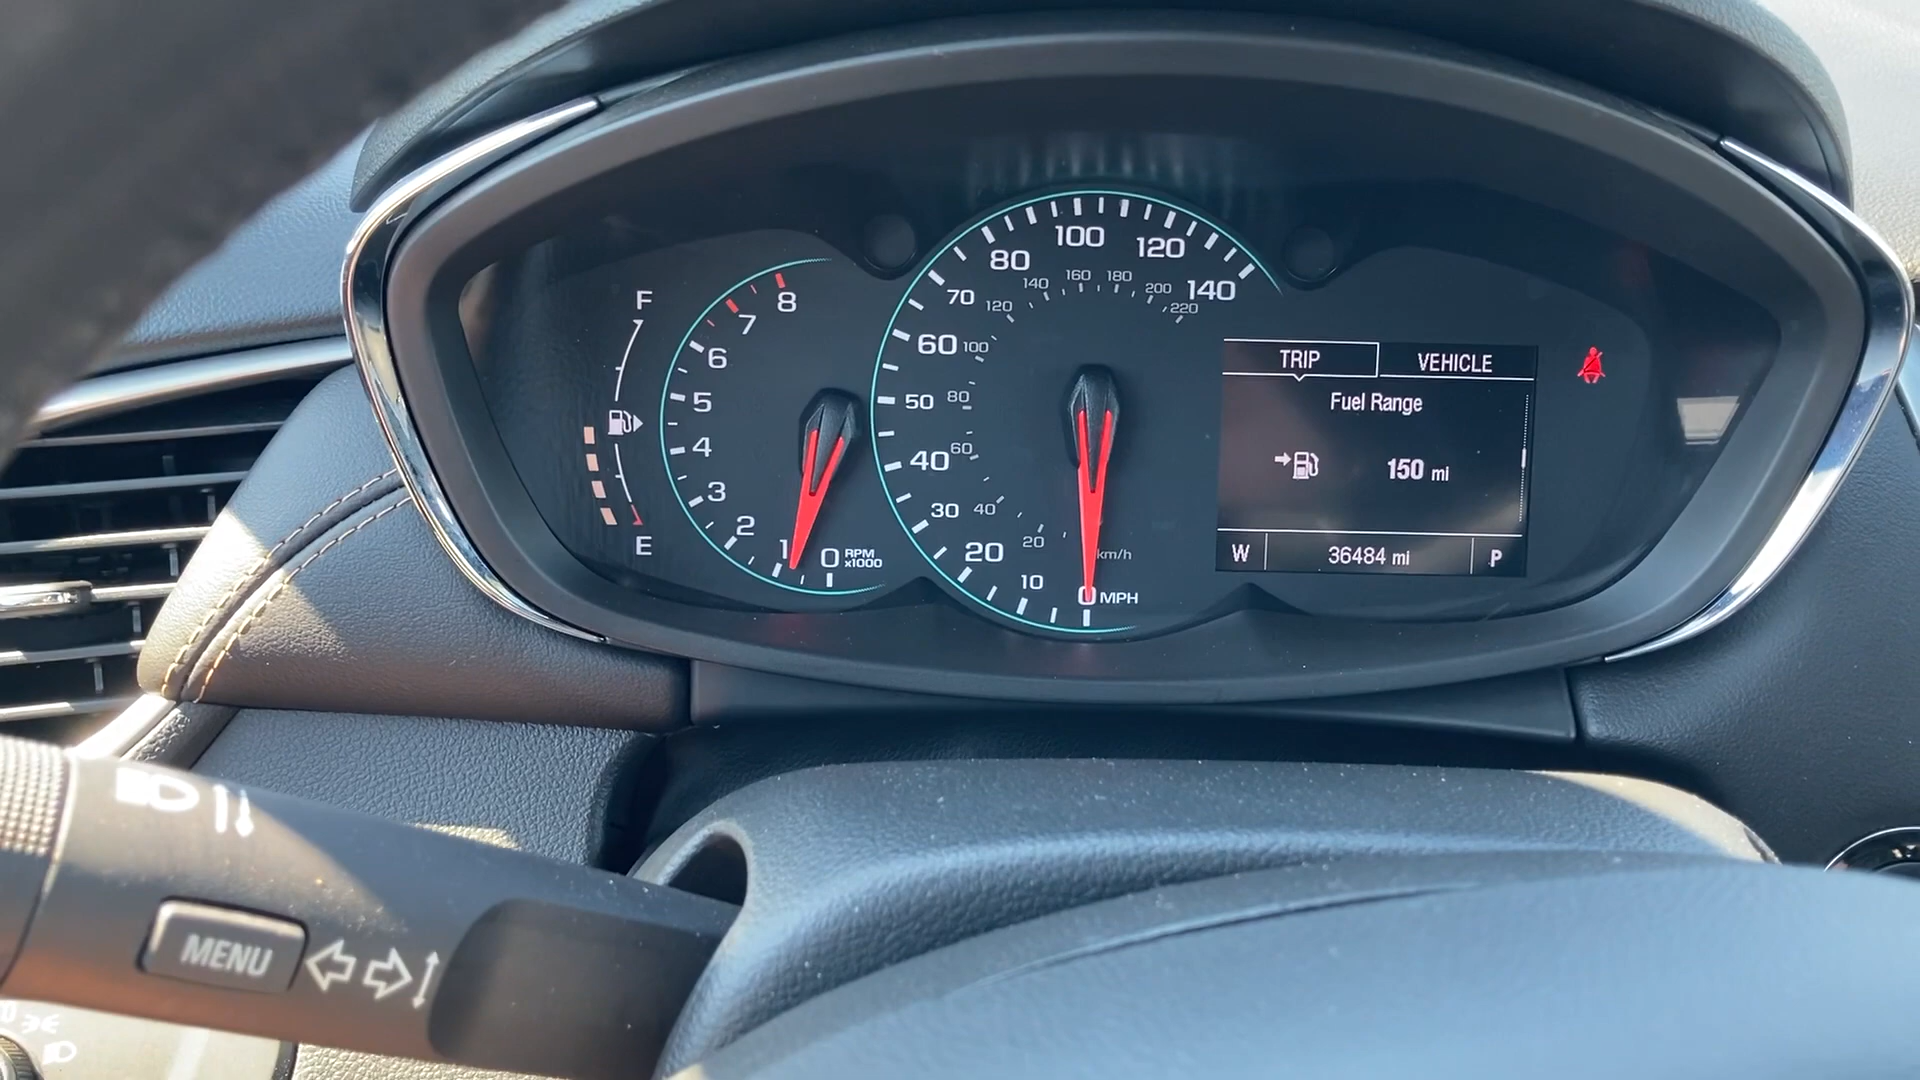 F
E
8
7
6
5
4
3
2
1
0 RPM
x1000
100
80
120
140
70
60
50
40
30
20
10
0 MPH
160
180
140
200
120
220
100
80
60
40
20
km/h
TRIP
VEHICLE
Fuel Range
150 mi
W
36484 mi
P
MENU